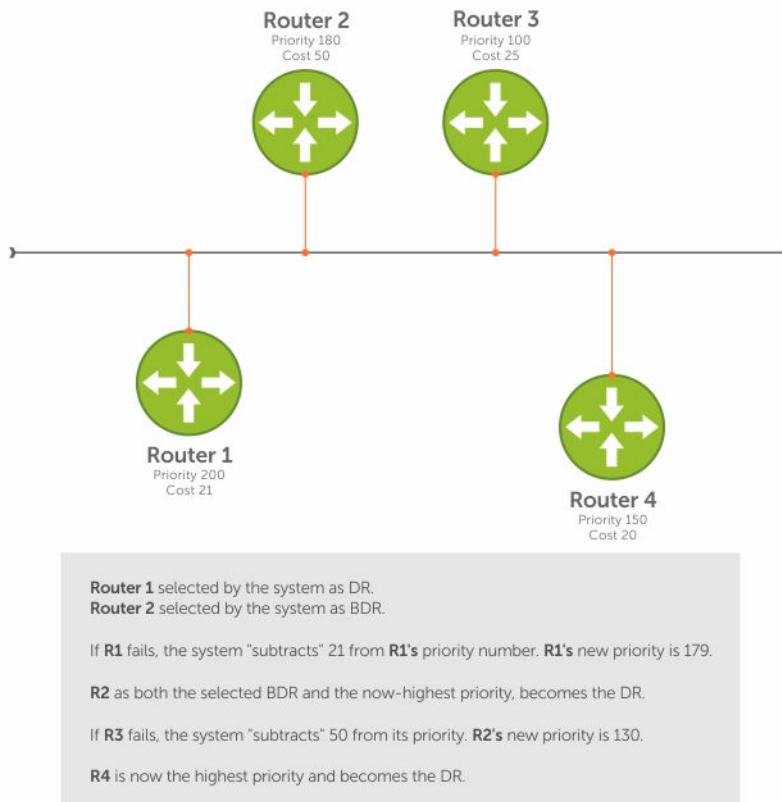 Router 2
Priority 180
Cost 50
Router 3
Priority 100
Cost 25
Router 1
Priority 200
Cost 21
Router 4
Priority 150
Cost 20
Router 1 selected by the system as DR.
Router 2 selected by the system as BDR.
If R1 fails, the system "subtracts" 21 from R1's priority number. R1's new priority is 179.
R2 as both the selected BDR and the now-highest priority, becomes the DR.
If R3 fails, the system "subtracts" 50 from its priority. R2's new priority is 130.
R4 is now the highest priority and becomes the DR.